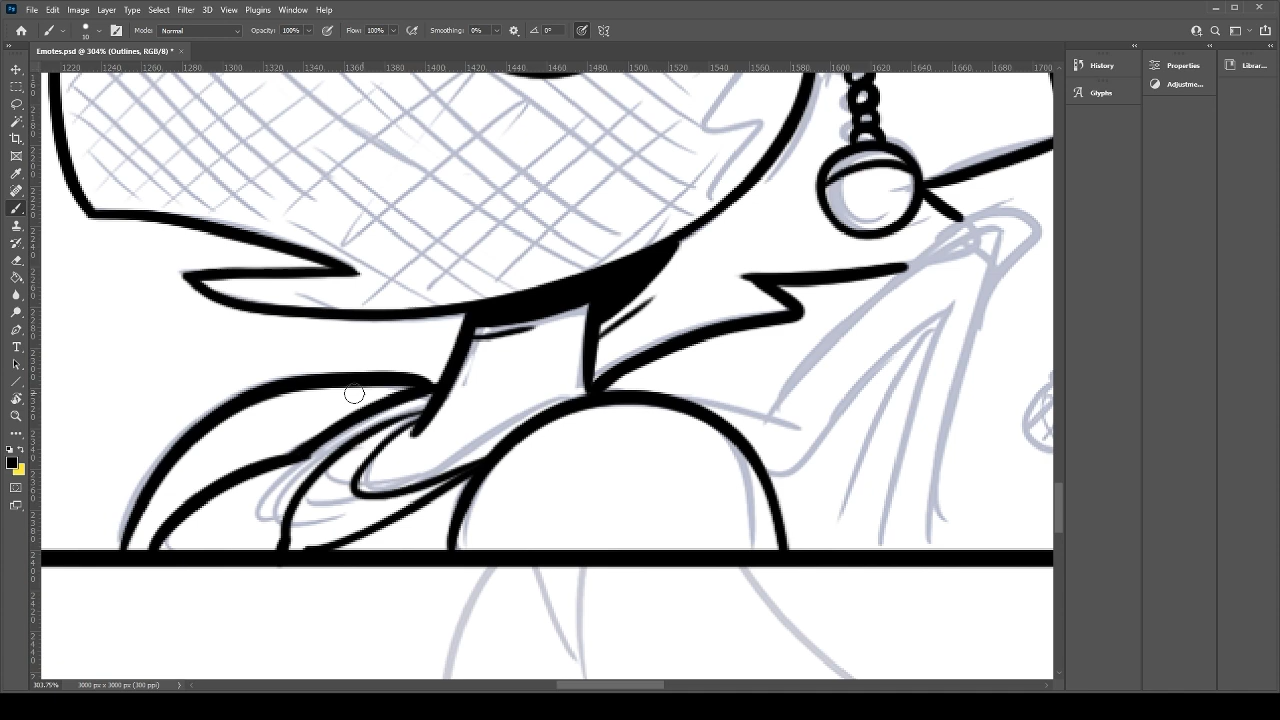 Ps File Edit Image Layer Type Select Filter 3D View Plugins Window Help
10 Mode: Normal Opacity: 100% Flow: 100% Smoothing: 0% 0°
Emotes.psd @ 304% (Outlines, RGB/8) * ×
1220 1240 1260 1280 1300 1320 1340 1360 1380 1400 1420 1440 1460 1480 1500 1520 1540 1560 1580 1600 1620 1640 1660 1680 1700
History
Glyphs
Properties
Adjustme...
Librar...
303.75% 3000 px x 3000 px (300 ppi)